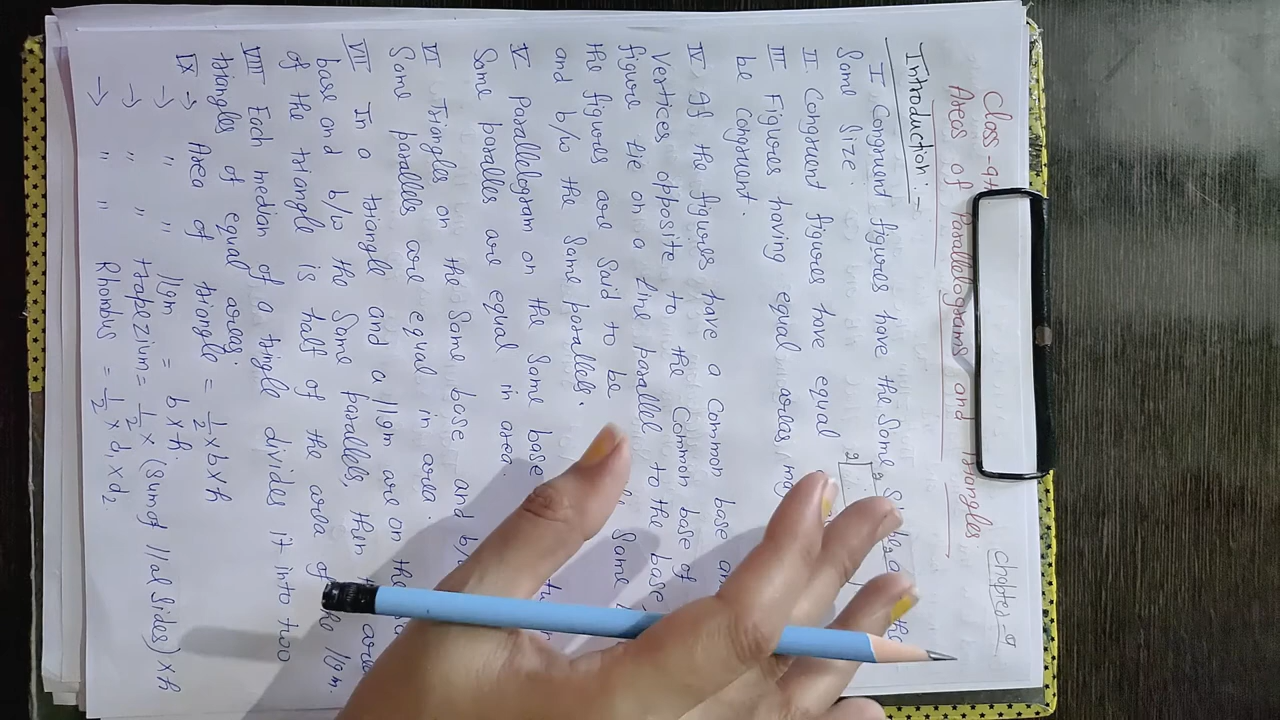 Class -9th
Areas of Parallelograms and Triangles
Chapter-9
Introduction:-
I. Congruent figures have the Same Shape and the
Same Size.
II. Congruent figures have equal
III Figures having equal areas, may
be Congruent.
IV. If the figures have a Common base and
Vertices opposite to the Common base of
figure lie on a line parallel to the base,
the figures are Said to be Same
and b/w the Same parallels.
V Parallelogram on the Same base
Same parallels are equal in area
VI Triangles on the Same base and b/w
Same parallels are equal in area.
VII In a triangle and a //gm are on the
base and b/w the Same parallels, then the area
of the triangle is half of the area of the //gm.
VIII Each median of a tringle divides it into two
triangles of equal areas
IX → Area of triangle = 1/2 × b × h
→ " " //gm = b × h.
→ " " trapezium = 1/2 × (Sum of //al Sides) × h
→ " " Rhombus = 1/2 × d₁ × d₂